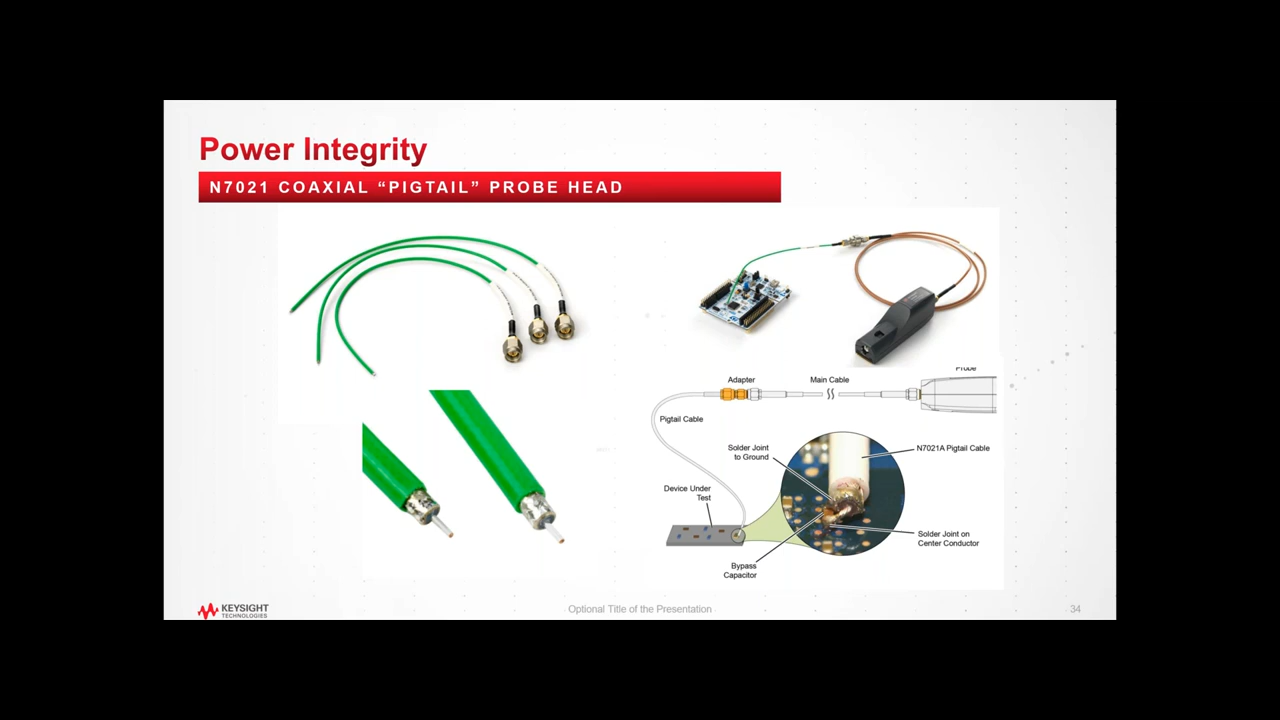 Power Integrity
N7021 COAXIAL “PIGTAIL” PROBE HEAD
Probe
Adapter
Main Cable
Pigtail Cable
Solder Joint
to Ground
N7021A Pigtail Cable
Device Under
Test
Solder Joint on
Center Conductor
Bypass
Capacitor
KEYSIGHT
TECHNOLOGIES
Optional Title of the Presentation
34